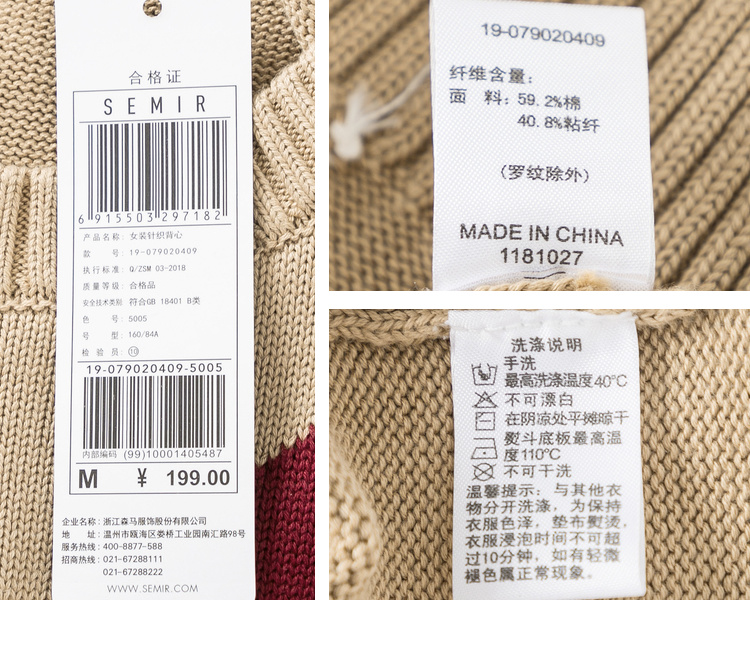 合格证
SEMIR
6 915503 297182
产品名称: 女装针织背心
款 号: 19-079020409
执行标准: Q/ZSM 03-2018
质量等级: 合格品
安全技术类别: 符合GB 18401 B类
色 号: 5005
号 型: 160/84A
检 验 员: 10
19-079020409-5005
内部编码 (99)10001405487
M ¥ 199.00
企业名称: 浙江森马服饰股份有限公司
地 址: 温州市瓯海区娄桥工业园南汇路98号
服务热线: 400-8877-588
招商热线: 021-67288111
021-67288222
WWW.SEMIR.COM
19-079020409
纤维含量:
面 料: 59.2%棉
40.8%粘纤
(罗纹除外)
MADE IN CHINA
1181027
洗涤说明
手洗
最高洗涤温度40℃
不可漂白
在阴凉处平摊晾干
熨斗底板最高温
度110℃
不可干洗
温馨提示: 与其他衣
物分开洗涤, 为保持
衣服色泽, 垫布熨烫,
衣服浸泡时间不可超
过10分钟, 如有轻微
褪色属正常现象。